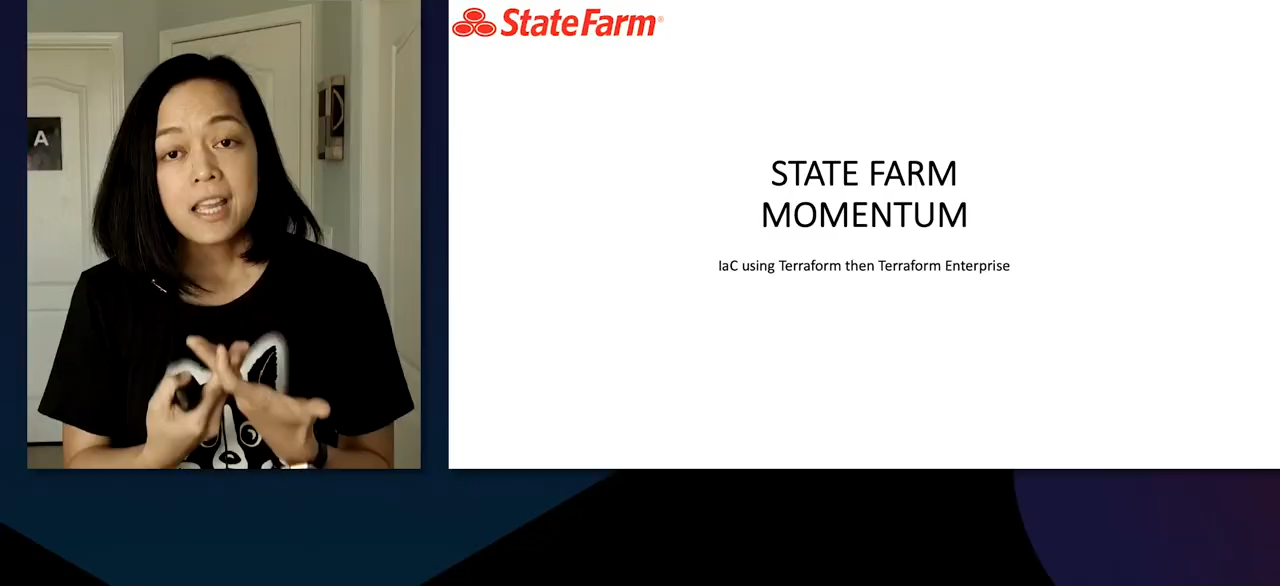 A
StateFarm®
STATE FARM
MOMENTUM
IaC using Terraform then Terraform Enterprise